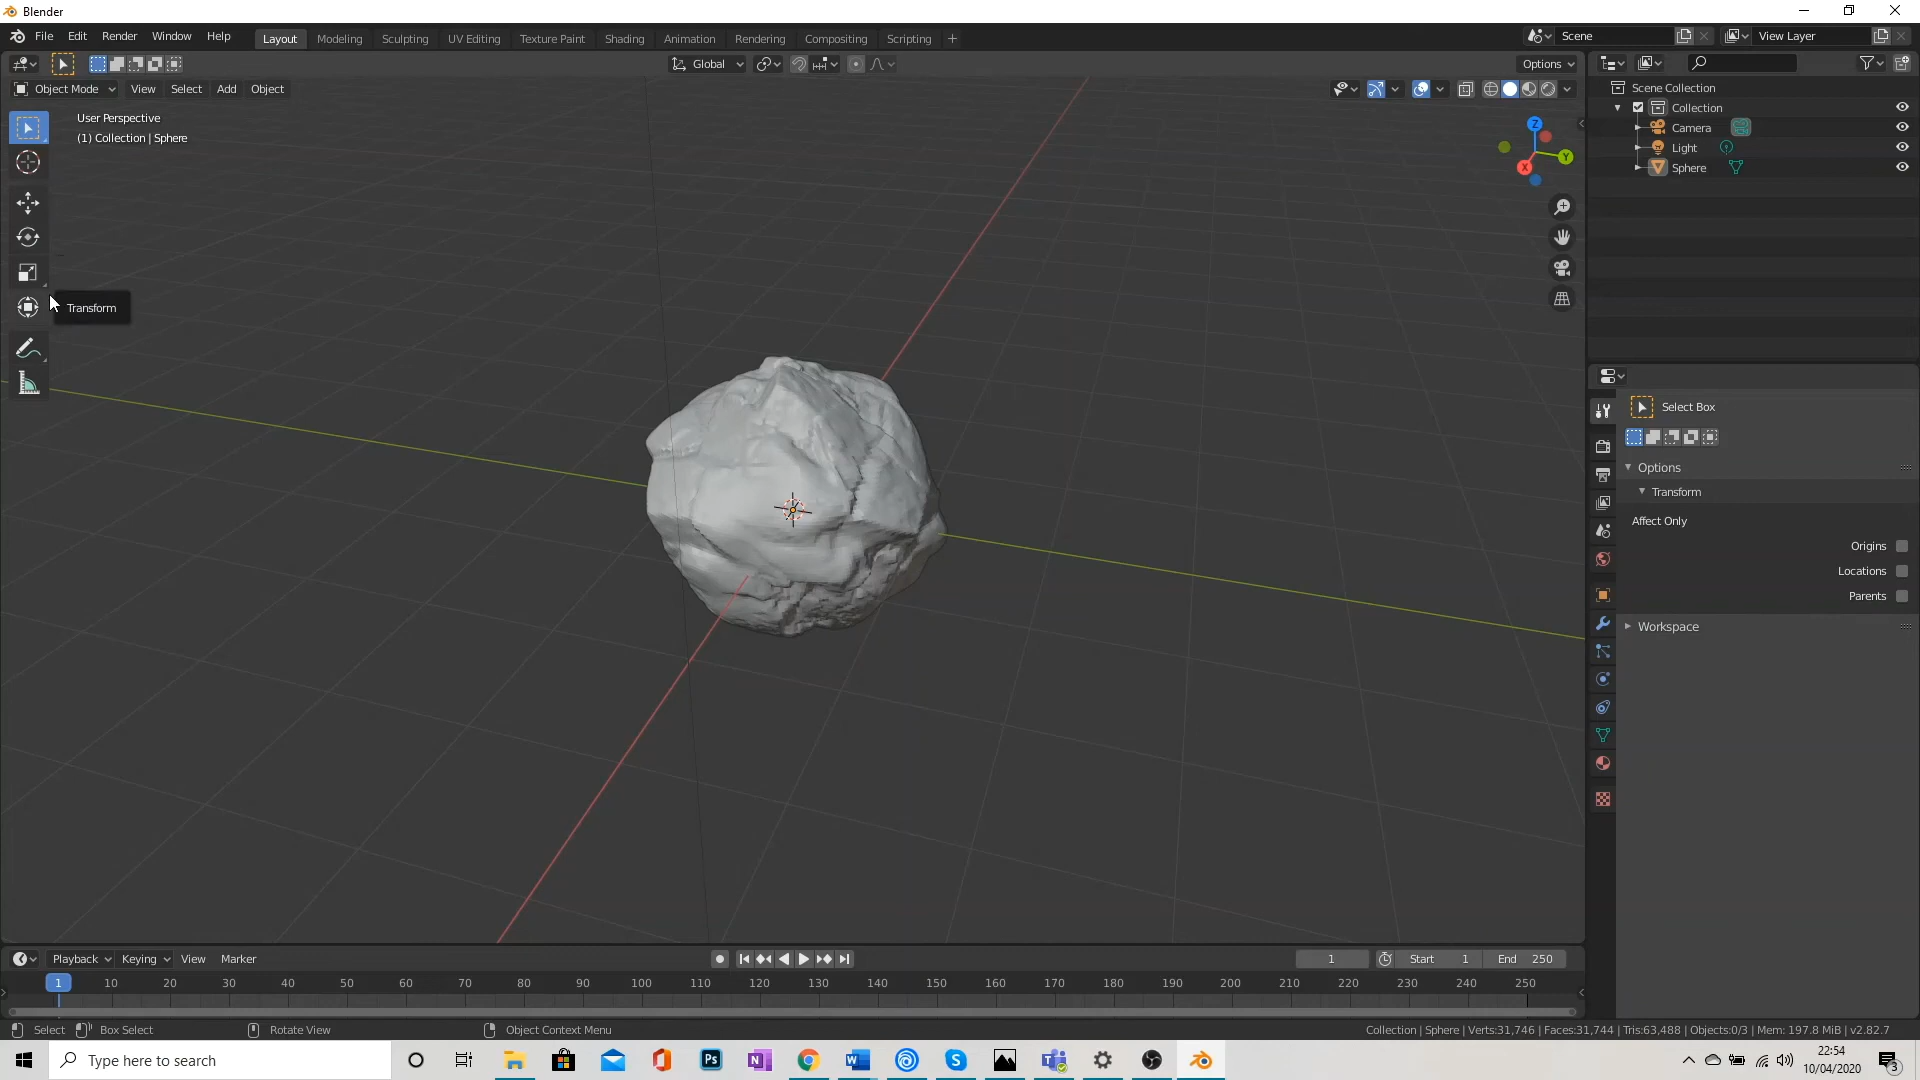 Blender
File Edit Render Window Help
Layout Modeling Sculpting UV Editing Texture Paint Shading Animation Rendering Compositing Scripting +
Scene View Layer
Global Options
Object Mode View Select Add Object
User Perspective
(1) Collection | Sphere
Transform
Z
Y
X
Scene Collection
Collection
Camera
Light
Sphere
Select Box
Options
Transform
Affect Only
Origins
Locations
Parents
Workspace
Playback Keying View Marker
1 Start 1 End 250
1 10 20 30 40 50 60 70 80 90 100 110 120 130 140 150 160 170 180 190 200 210 220 230 240 250
Select Box Select Rotate View Object Context Menu
Collection | Sphere | Verts:31,746 | Faces:31,744 | Tris:63,488 | Objects:0/3 | Mem: 197.8 MiB | v2.82.7
Type here to search
Ps
N
W
S
22:54
10/04/2020
3